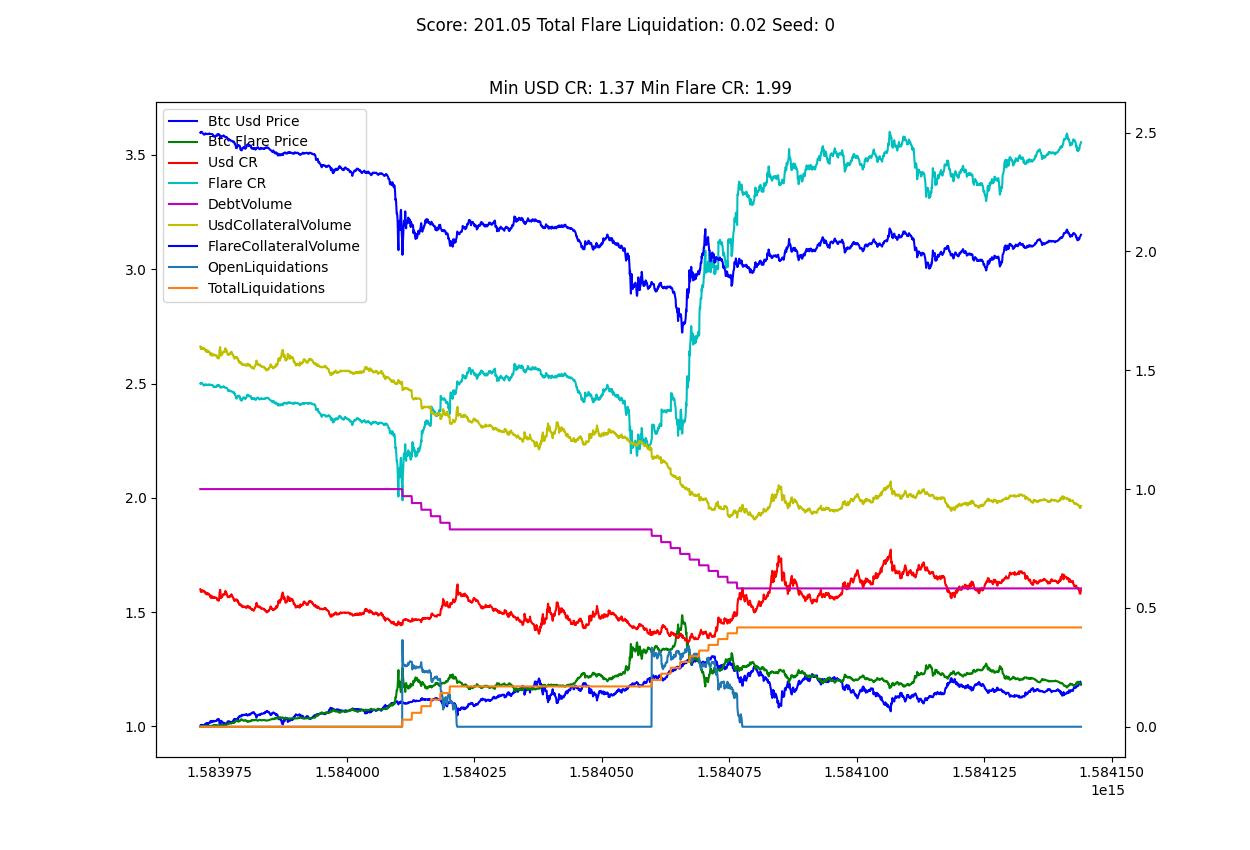 Score: 201.05 Total Flare Liquidation: 0.02 Seed: 0
Min USD CR: 1.37 Min Flare CR: 1.99
Btc Usd Price
Btc Flare Price
Usd CR
Flare CR
DebtVolume
UsdCollateralVolume
FlareCollateralVolume
OpenLiquidations
TotalLiquidations
3.5
3.0
2.5
2.0
1.5
1.0
2.5
2.0
1.5
1.0
0.5
0.0
1.583975 1.584000 1.584025 1.584050 1.584075 1.584100 1.584125 1.584150
1e15